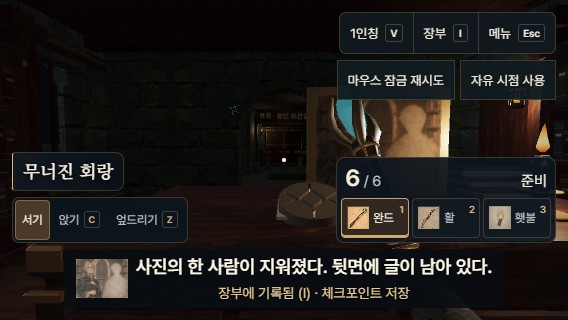 1인칭 V 장부 I 메뉴 Esc
마우스 잠금 재시도 자유 시점 사용
무너진 회랑
6 / 6 준비
서기 앉기 C 엎드리기 Z
완드 1 활 2 횃불 3
사진의 한 사람이 지워졌다. 뒷면에 글이 남아 있다.
장부에 기록됨 (I) · 체크포인트 저장